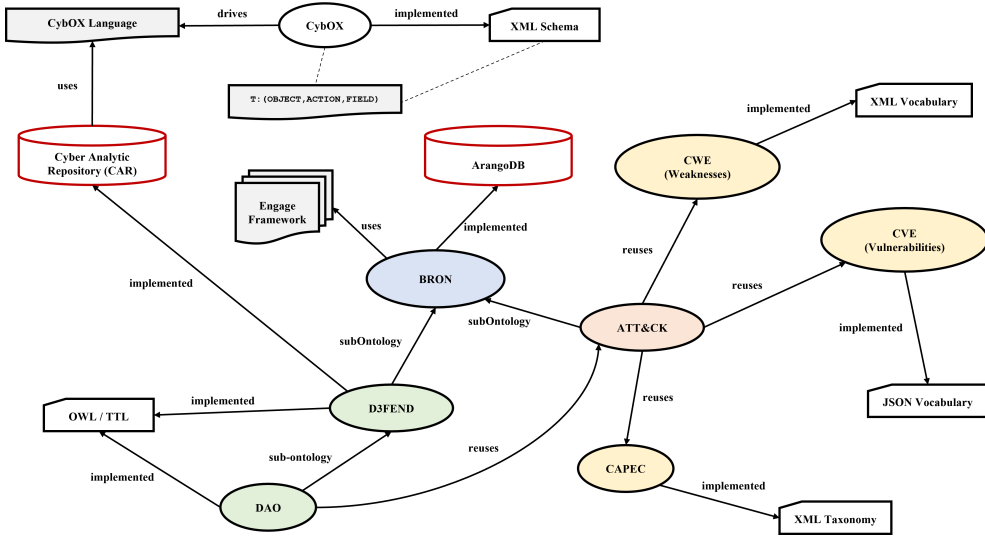 CybOX Language
drives
CybOX
implemented
XML Schema
uses
T:(OBJECT,ACTION,FIELD)
implemented
XML Vocabulary
Cyber Analytic
Repository (CAR)
ArangoDB
CWE
(Weaknesses)
Engage
Framework
uses
implemented
CVE
(Vulnerabilities)
reuses
implemented
BRON
reuses
subOntology
ATT&CK
implemented
subOntology
reuses
JSON Vocabulary
OWL / TTL
implemented
D3FEND
sub-ontology
reuses
implemented
CAPEC
implemented
DAO
XML Taxonomy